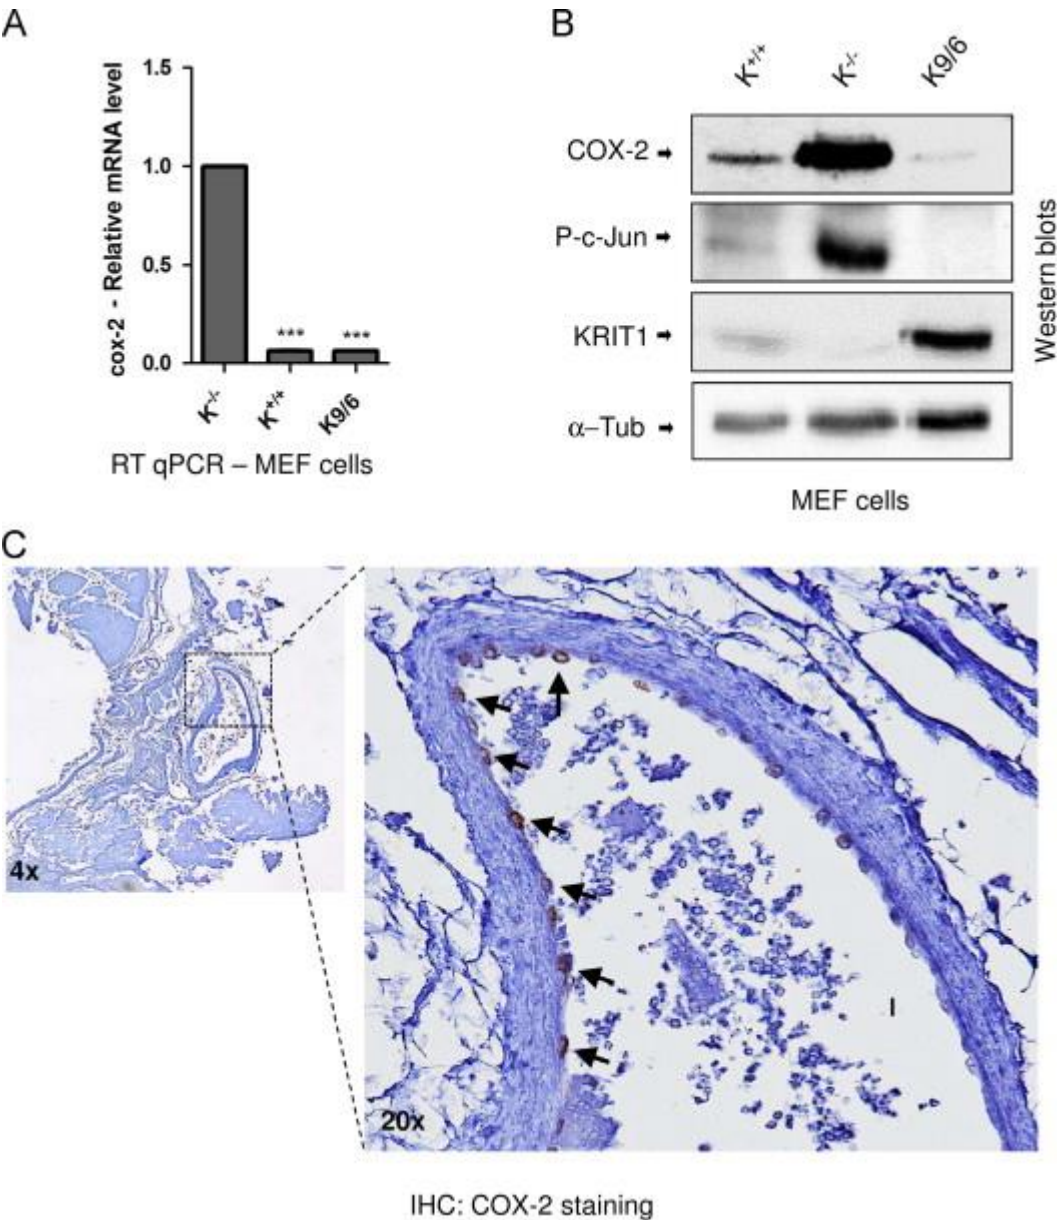 A
cox-2 - Relative mRNA level
1.5
1.0
0.5
0.0
***
***
K-/-
K+/+
K9/6
RT qPCR – MEF cells
B
K+/+
K-/-
K9/6
COX-2
P-c-Jun
KRIT1
α–Tub
Western blots
MEF cells
C
4x
20x
l
IHC: COX-2 staining